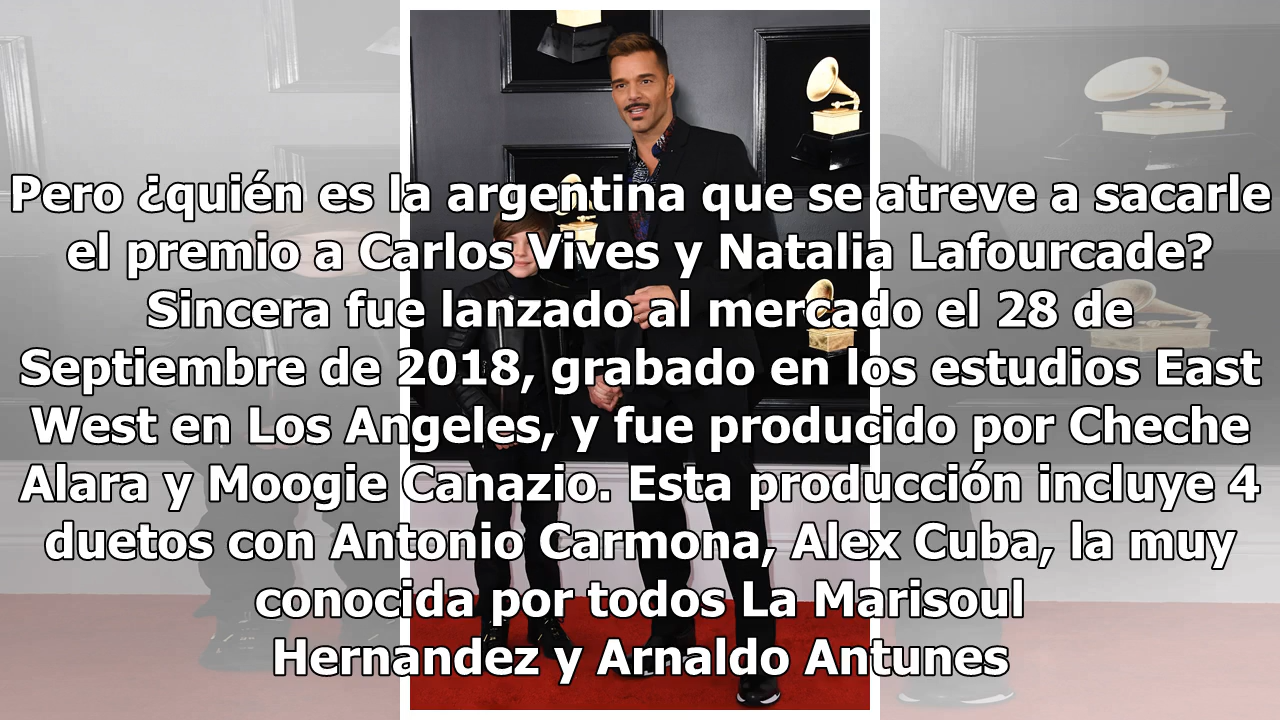 Pero ¿quién es la argentina que se atreve a sacarle
el premio a Carlos Vives y Natalia Lafourcade?
Sincera fue lanzado al mercado el 28 de
Septiembre de 2018, grabado en los estudios East
West en Los Angeles, y fue producido por Cheche
Alara y Moogie Canazio. Esta producción incluye 4
duetos con Antonio Carmona, Alex Cuba, la muy
conocida por todos La Marisoul
Hernandez y Arnaldo Antunes